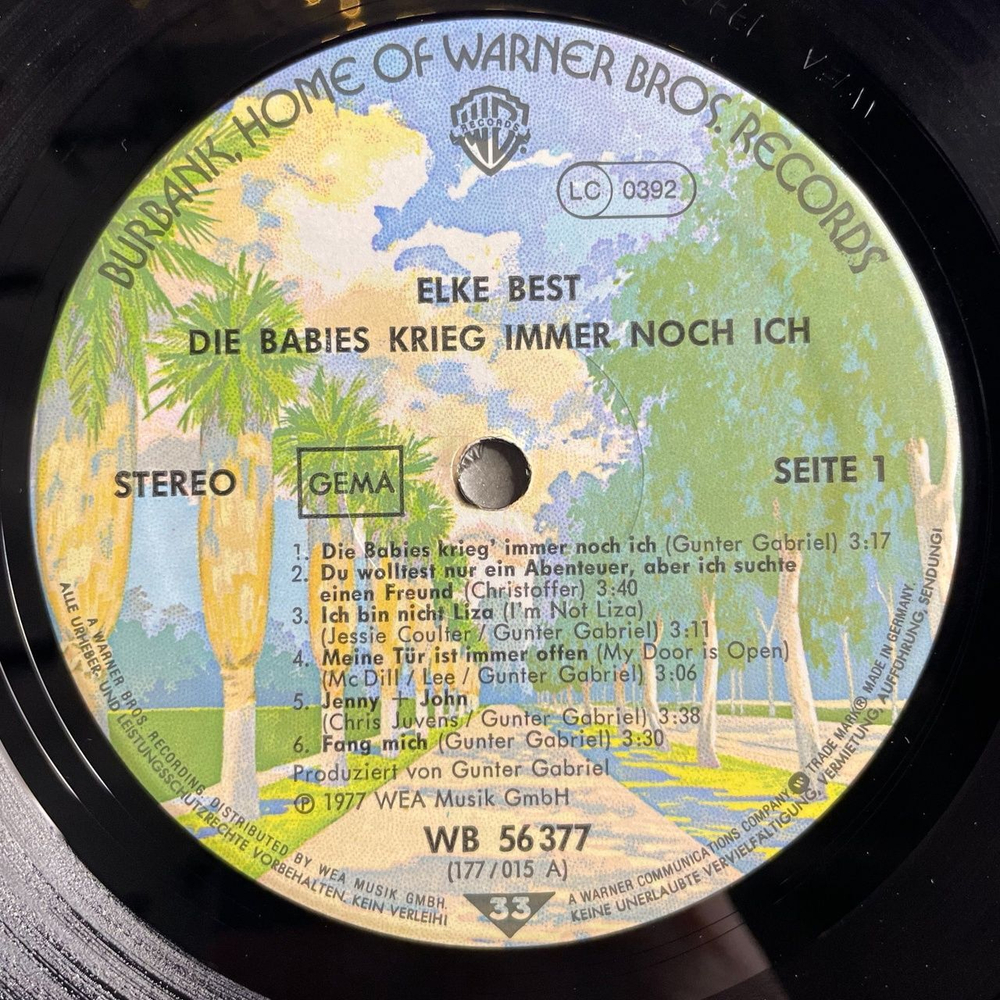 BURBANK, HOME OF WARNER BROS. RECORDS
W
RECORDS
®
LC 0392
ELKE BEST
DIE BABIES KRIEG IMMER NOCH ICH
STEREO
GEMA
SEITE 1
1. Die Babies krieg' immer noch ich (Gunter Gabriel) 3:17
2. Du wolltest nur ein Abenteuer, aber ich suchte
einen Freund (Christoffer) 3:40
3. Ich bin nicht Liza (I'm Not Liza)
(Jessie Coulter / Gunter Gabriel) 3:11
4. Meine Tür ist immer offen (My Door is Open)
(Mc Dill / Lee / Gunter Gabriel) 3:06
5. Jenny + John
(Chris Juvens / Gunter Gabriel) 3:38
6. Fang mich (Gunter Gabriel) 3:30
Produziert von Gunter Gabriel
℗ 1977 WEA Musik GmbH
WB 56 377
(177 / 015 A)
33
A WARNER BROS. RECORDING DISTRIBUTED BY WEA MUSIK GMBH.
A WARNER COMMUNICATIONS COMPANY TRADE MARK® MADE IN GERMANY.
ALLE URHEBER- UND LEISTUNGSSCHUTZRECHTE VORBEHALTEN. KEIN VERLEIH!
KEINE UNERLAUBTE VERVIELFÄLTIGUNG, VERMIETUNG, AUFFÜHRUNG, SENDUNG!